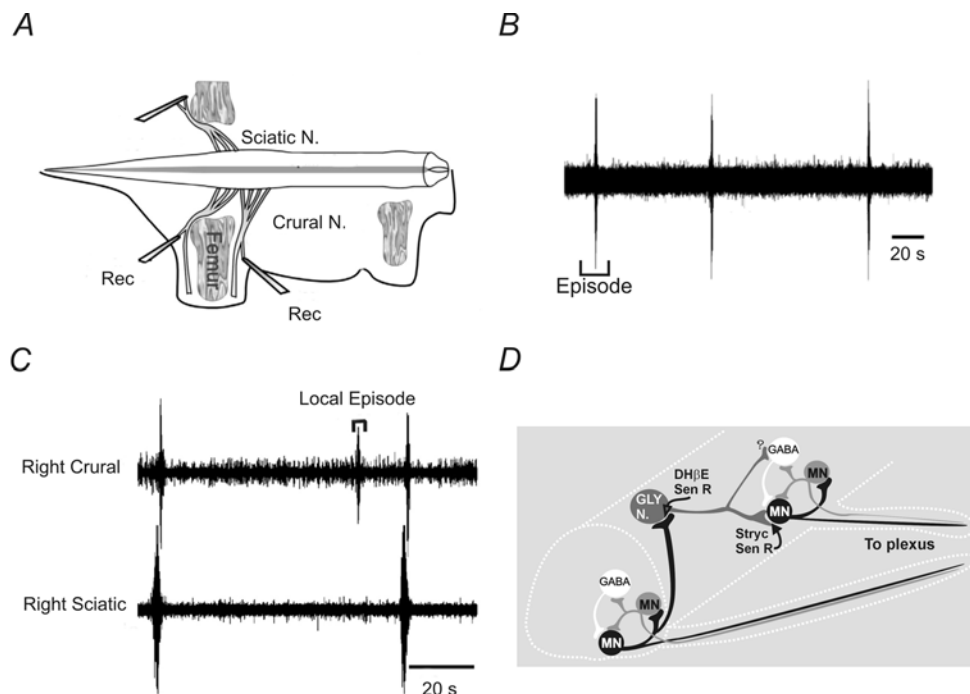 A
Sciatic N.
Crural N.
Femur
Rec
Rec
B
20 s
Episode
C
Local Episode
Right Crural
Right Sciatic
20 s
D
?
GABA
MN
DHβE
Sen R
GLY
N.
MN
Stryc
Sen R
To plexus
GABA
MN
MN